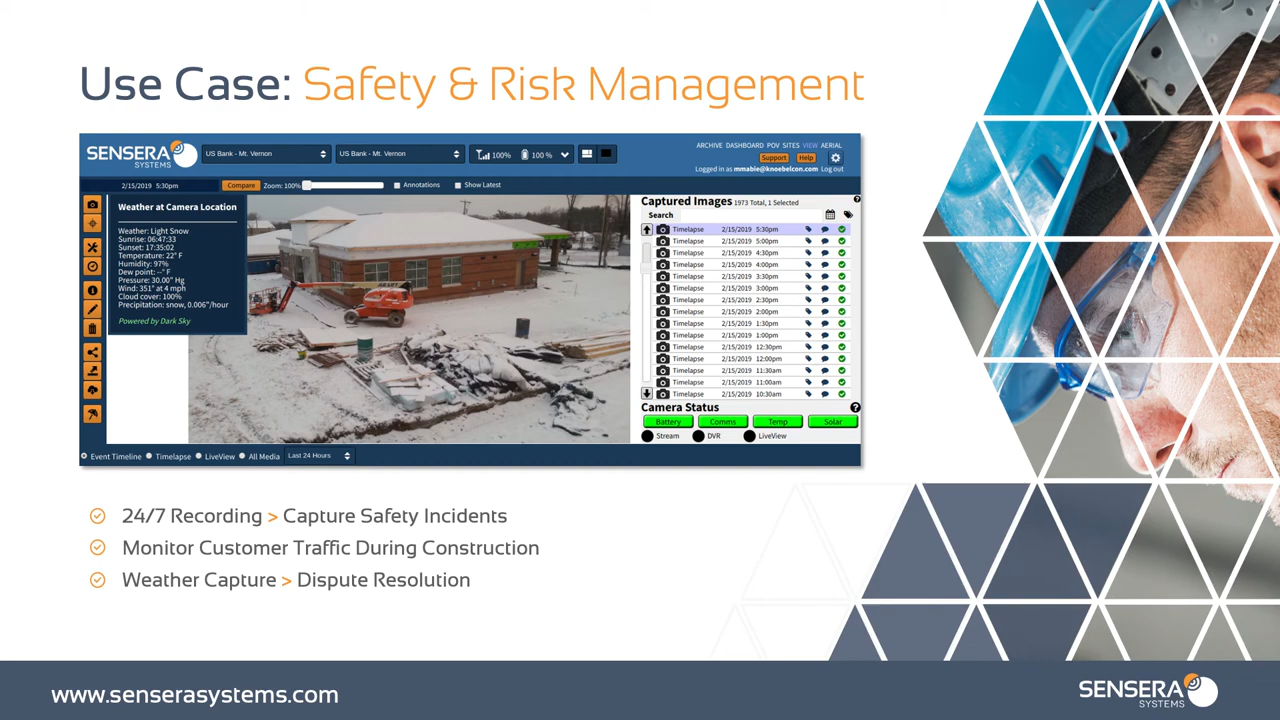 Use Case: Safety & Risk Management
SENSERA
SYSTEMS
US Bank - Mt. Vernon
US Bank - Mt. Vernon
100%
100 %
ARCHIVE DASHBOARD POV SITES VIEW AERIAL
Support Help
Logged in as mmabie@knoebelcon.com Log out
2/15/2019 5:30pm
Compare Zoom: 100%
Annotations
Show Latest
Weather at Camera Location
Weather: Light Snow
Sunrise: 06:47:33
Sunset: 17:35:02
Temperature: 22° F
Humidity: 97%
Dew point: --° F
Pressure: 30.00" Hg
Wind: 351° at 4 mph
Cloud cover: 100%
Precipitation: snow, 0.006"/hour
Powered by Dark Sky
Captured Images 1973 Total, 1 Selected
Search
Timelapse 2/15/2019 5:30pm
Timelapse 2/15/2019 5:00pm
Timelapse 2/15/2019 4:30pm
Timelapse 2/15/2019 4:00pm
Timelapse 2/15/2019 3:30pm
Timelapse 2/15/2019 3:00pm
Timelapse 2/15/2019 2:30pm
Timelapse 2/15/2019 2:00pm
Timelapse 2/15/2019 1:30pm
Timelapse 2/15/2019 1:00pm
Timelapse 2/15/2019 12:30pm
Timelapse 2/15/2019 12:00pm
Timelapse 2/15/2019 11:30am
Timelapse 2/15/2019 11:00am
Timelapse 2/15/2019 10:30am
Camera Status
Battery Comms Temp Solar
Stream DVR LiveView
Event Timeline Timelapse LiveView All Media Last 24 Hours
24/7 Recording > Capture Safety Incidents
Monitor Customer Traffic During Construction
Weather Capture > Dispute Resolution
www.senserasystems.com
SENSERA
SYSTEMS